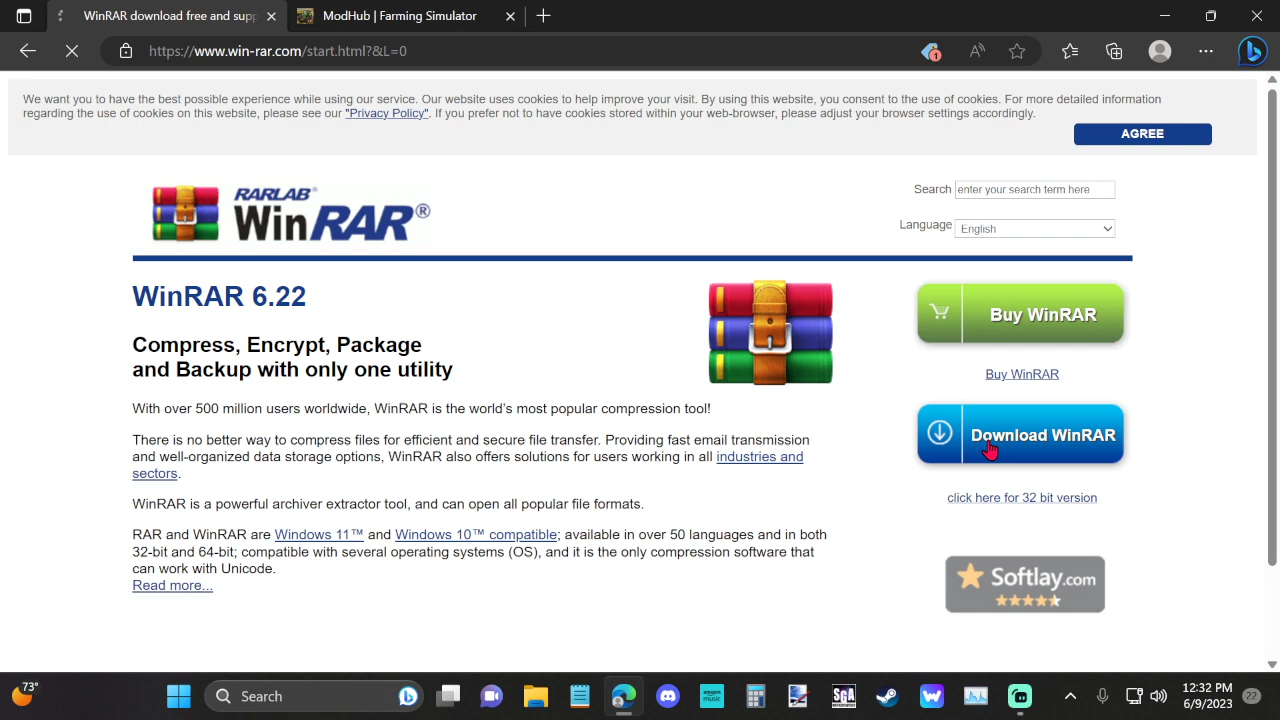 WinRAR download free and supp
ModHub | Farming Simulator
https://www.win-rar.com/start.html?&L=0
1
We want you to have the best possible experience while using our service. Our website uses cookies to help improve your visit. By using this website, you consent to the use of cookies. For more detailed information
regarding the use of cookies on this website, please see our "Privacy Policy". If you prefer not to have cookies stored within your web-browser, please adjust your browser settings accordingly.
AGREE
RARLAB®
WinRAR®
Search enter your search term here
Language English
WinRAR 6.22
Compress, Encrypt, Package
and Backup with only one utility
With over 500 million users worldwide, WinRAR is the world's most popular compression tool!
There is no better way to compress files for efficient and secure file transfer. Providing fast email transmission
and well-organized data storage options, WinRAR also offers solutions for users working in all industries and
sectors.
WinRAR is a powerful archiver extractor tool, and can open all popular file formats.
RAR and WinRAR are Windows 11™ and Windows 10™ compatible; available in over 50 languages and in both
32-bit and 64-bit; compatible with several operating systems (OS), and it is the only compression software that
can work with Unicode.
Read more...
Buy WinRAR
Buy WinRAR
Download WinRAR
click here for 32 bit version
Softlay.com
73°
Search
amazon
music
SGA
12:32 PM
6/9/2023
22